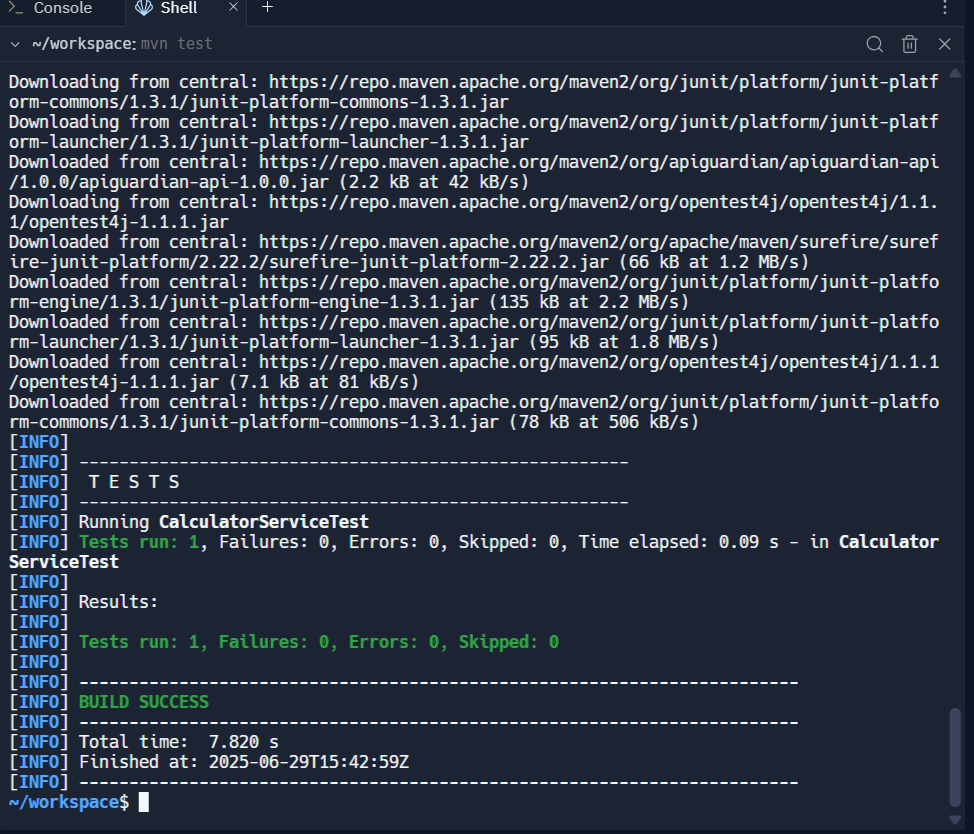 Console
Shell
~/workspace: mvn test
Downloading from central: https://repo.maven.apache.org/maven2/org/junit/platform/junit-platf
orm-commons/1.3.1/junit-platform-commons-1.3.1.jar
Downloading from central: https://repo.maven.apache.org/maven2/org/junit/platform/junit-platf
orm-launcher/1.3.1/junit-platform-launcher-1.3.1.jar
Downloaded from central: https://repo.maven.apache.org/maven2/org/apiguardian/apiguardian-api
/1.0.0/apiguardian-api-1.0.0.jar (2.2 kB at 42 kB/s)
Downloading from central: https://repo.maven.apache.org/maven2/org/opentest4j/opentest4j/1.1.
1/opentest4j-1.1.1.jar
Downloaded from central: https://repo.maven.apache.org/maven2/org/apache/maven/surefire/suref
ire-junit-platform/2.22.2/surefire-junit-platform-2.22.2.jar (66 kB at 1.2 MB/s)
Downloaded from central: https://repo.maven.apache.org/maven2/org/junit/platform/junit-platfo
rm-engine/1.3.1/junit-platform-engine-1.3.1.jar (135 kB at 2.2 MB/s)
Downloaded from central: https://repo.maven.apache.org/maven2/org/junit/platform/junit-platfo
rm-launcher/1.3.1/junit-platform-launcher-1.3.1.jar (95 kB at 1.8 MB/s)
Downloaded from central: https://repo.maven.apache.org/maven2/org/opentest4j/opentest4j/1.1.1
/opentest4j-1.1.1.jar (7.1 kB at 81 kB/s)
Downloaded from central: https://repo.maven.apache.org/maven2/org/junit/platform/junit-platfo
rm-commons/1.3.1/junit-platform-commons-1.3.1.jar (78 kB at 506 kB/s)
[INFO]
[INFO] -------------------------------------------------------
[INFO]  T E S T S
[INFO] -------------------------------------------------------
[INFO] Running CalculatorServiceTest
[INFO] Tests run: 1, Failures: 0, Errors: 0, Skipped: 0, Time elapsed: 0.09 s - in Calculator
ServiceTest
[INFO]
[INFO] Results:
[INFO]
[INFO] Tests run: 1, Failures: 0, Errors: 0, Skipped: 0
[INFO]
[INFO] ------------------------------------------------------------------------
[INFO] BUILD SUCCESS
[INFO] ------------------------------------------------------------------------
[INFO] Total time:  7.820 s
[INFO] Finished at: 2025-06-29T15:42:59Z
[INFO] ------------------------------------------------------------------------
~/workspace$